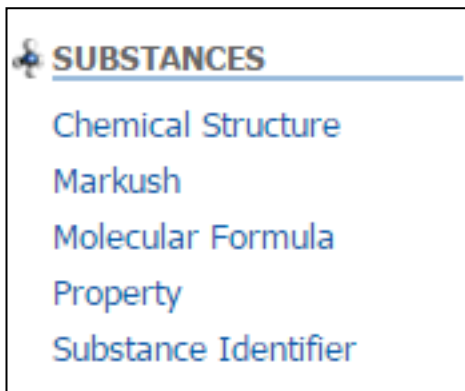 SUBSTANCES
Chemical Structure
Markush
Molecular Formula
Property
Substance Identifier